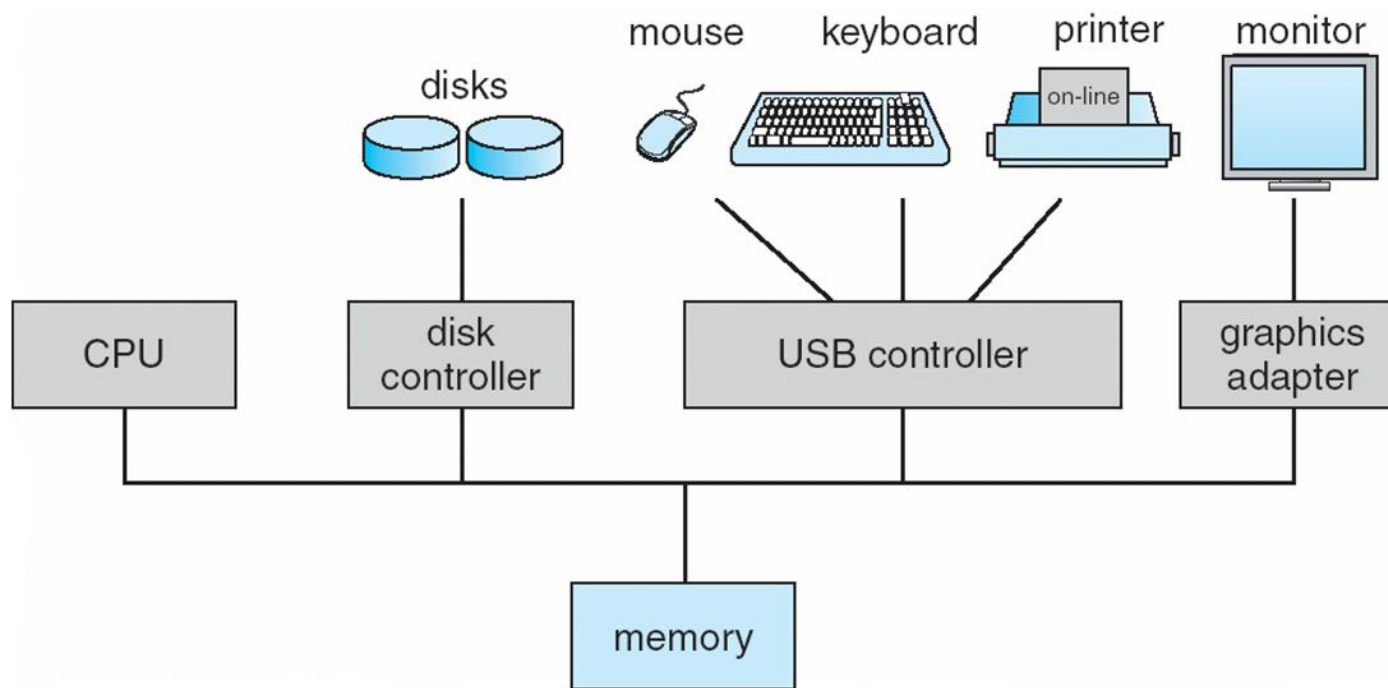 mouse
keyboard
printer
monitor
disks
on-line
CPU
disk
controller
USB controller
graphics
adapter
memory